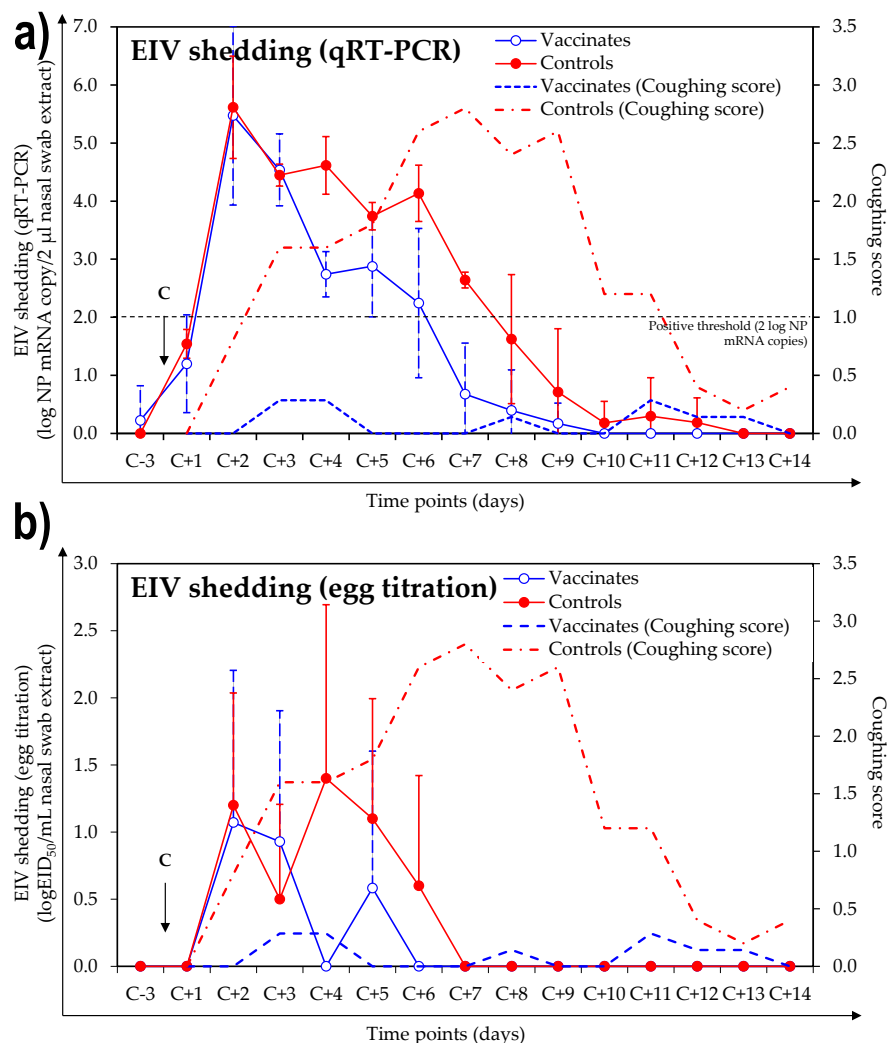 a)
EIV shedding (qRT-PCR)
Vaccinates
Controls
Vaccinates (Coughing score)
Controls (Coughing score)
EIV shedding (qRT-PCR)
(log NP mRNA copy/2 µl nasal swab extract)
7.0
6.0
5.0
4.0
3.0
2.0
1.0
0.0
3.5
3.0
2.5
2.0
1.5
1.0
0.5
0.0
Coughing score
C
Positive threshold (2 log NP
mRNA copies)
C-3 C+1 C+2 C+3 C+4 C+5 C+6 C+7 C+8 C+9 C+10 C+11 C+12 C+13 C+14
Time points (days)
b)
EIV shedding (egg titration)
Vaccinates
Controls
Vaccinates (Coughing score)
Controls (Coughing score)
EIV shedding (egg titration)
(logEID50/mL nasal swab extract)
3.0
2.5
2.0
1.5
1.0
0.5
0.0
3.5
3.0
2.5
2.0
1.5
1.0
0.5
0.0
Coughing score
C
C-3 C+1 C+2 C+3 C+4 C+5 C+6 C+7 C+8 C+9 C+10 C+11 C+12 C+13 C+14
Time points (days)